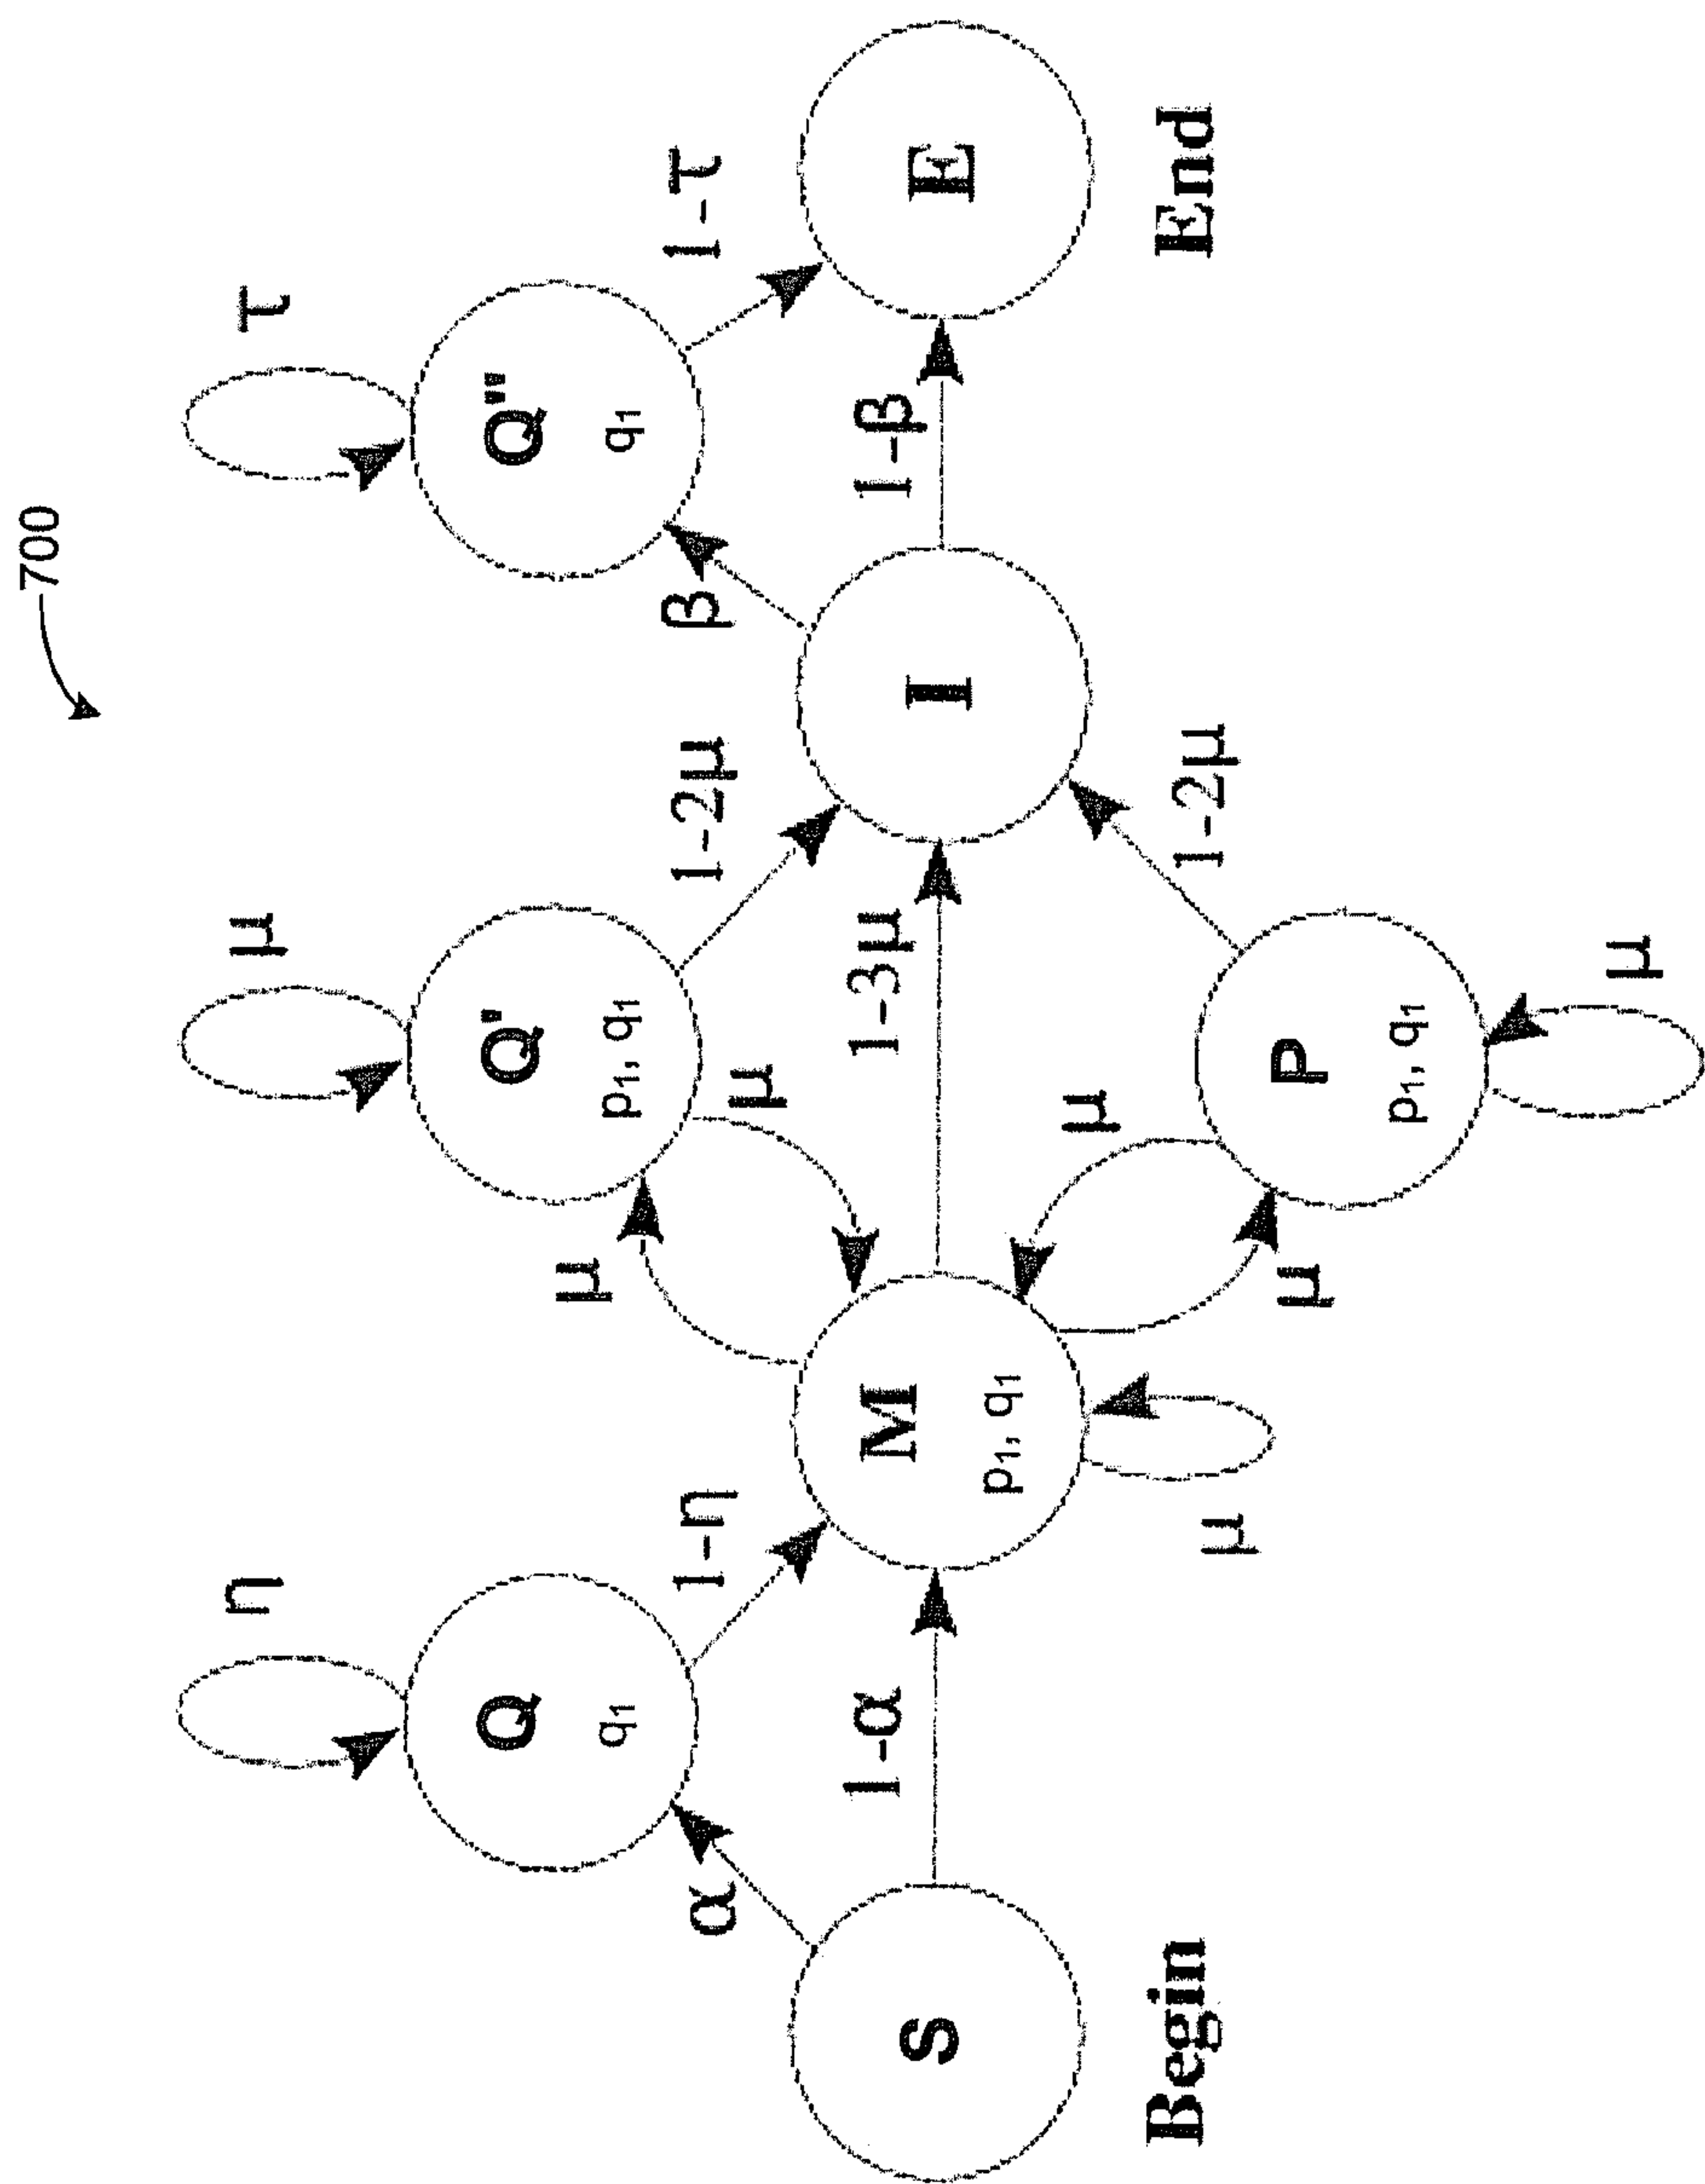 700
η
μ
τ
Q
q₁
Q'
p₁, q₁
Q"
q₁
α
1-η
μ
μ
1-2μ
β
1-τ
S
1-α
M
p₁, q₁
1-3μ
I
1-β
E
Begin
μ
μ
μ
P
p₁, q₁
1-2μ
End
μ